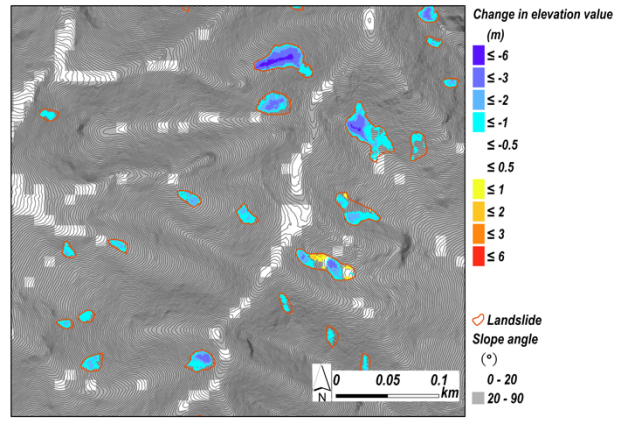 Change in elevation value
(m)
≤ -6
≤ -3
≤ -2
≤ -1
≤ -0.5
≤ 0.5
≤ 1
≤ 2
≤ 3
≤ 6
Landslide
Slope angle
(°)
0 - 20
20 - 90
N
0 0.05 0.1
km